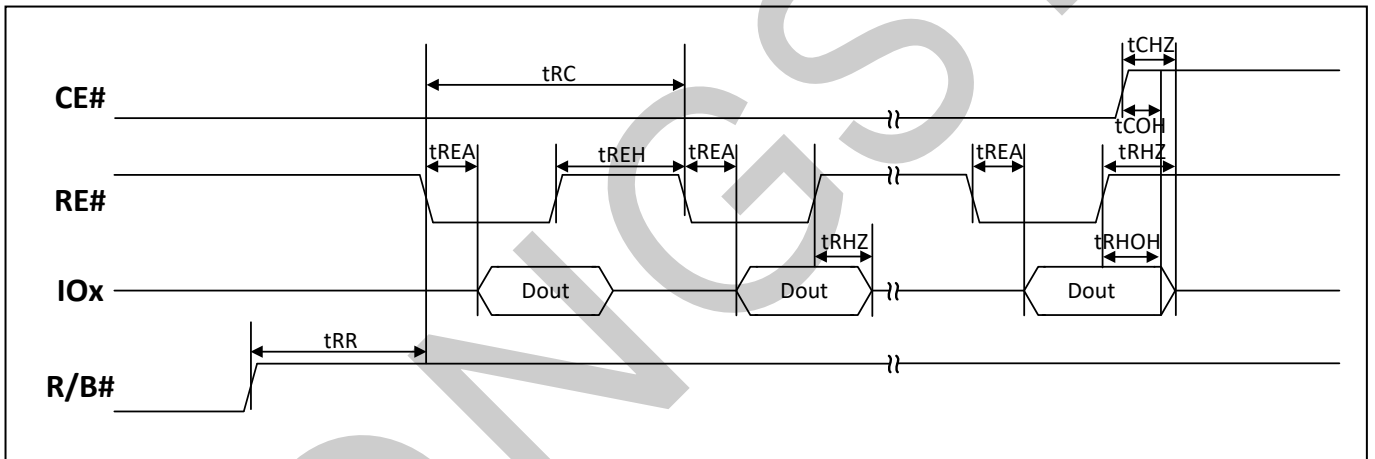 tCHZ
tRC
CE#
tCOH
tREA tREH tREA tREA tRHZ
RE#
tRHZ tRHOH
IOx Dout Dout Dout
tRR
R/B#